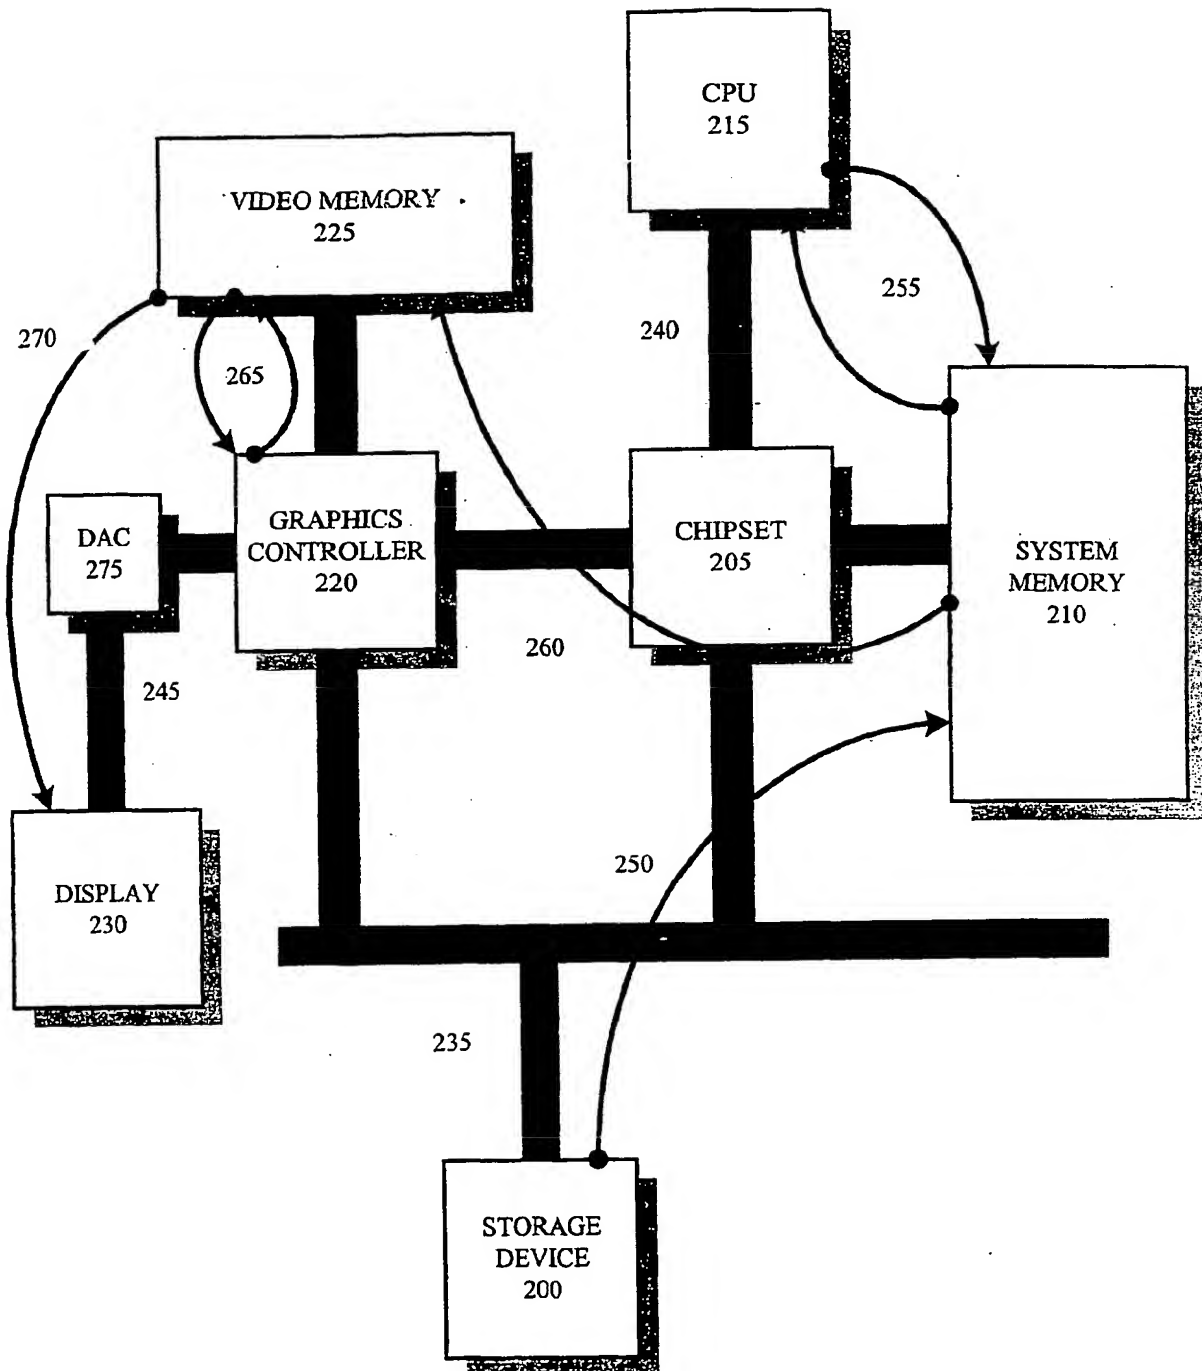 CPU
215
VIDEO MEMORY
225
255
270
240
265
DAC
275
GRAPHICS
CONTROLLER
220
CHIPSET
205
SYSTEM
MEMORY
210
260
245
250
DISPLAY
230
235
STORAGE
DEVICE
200